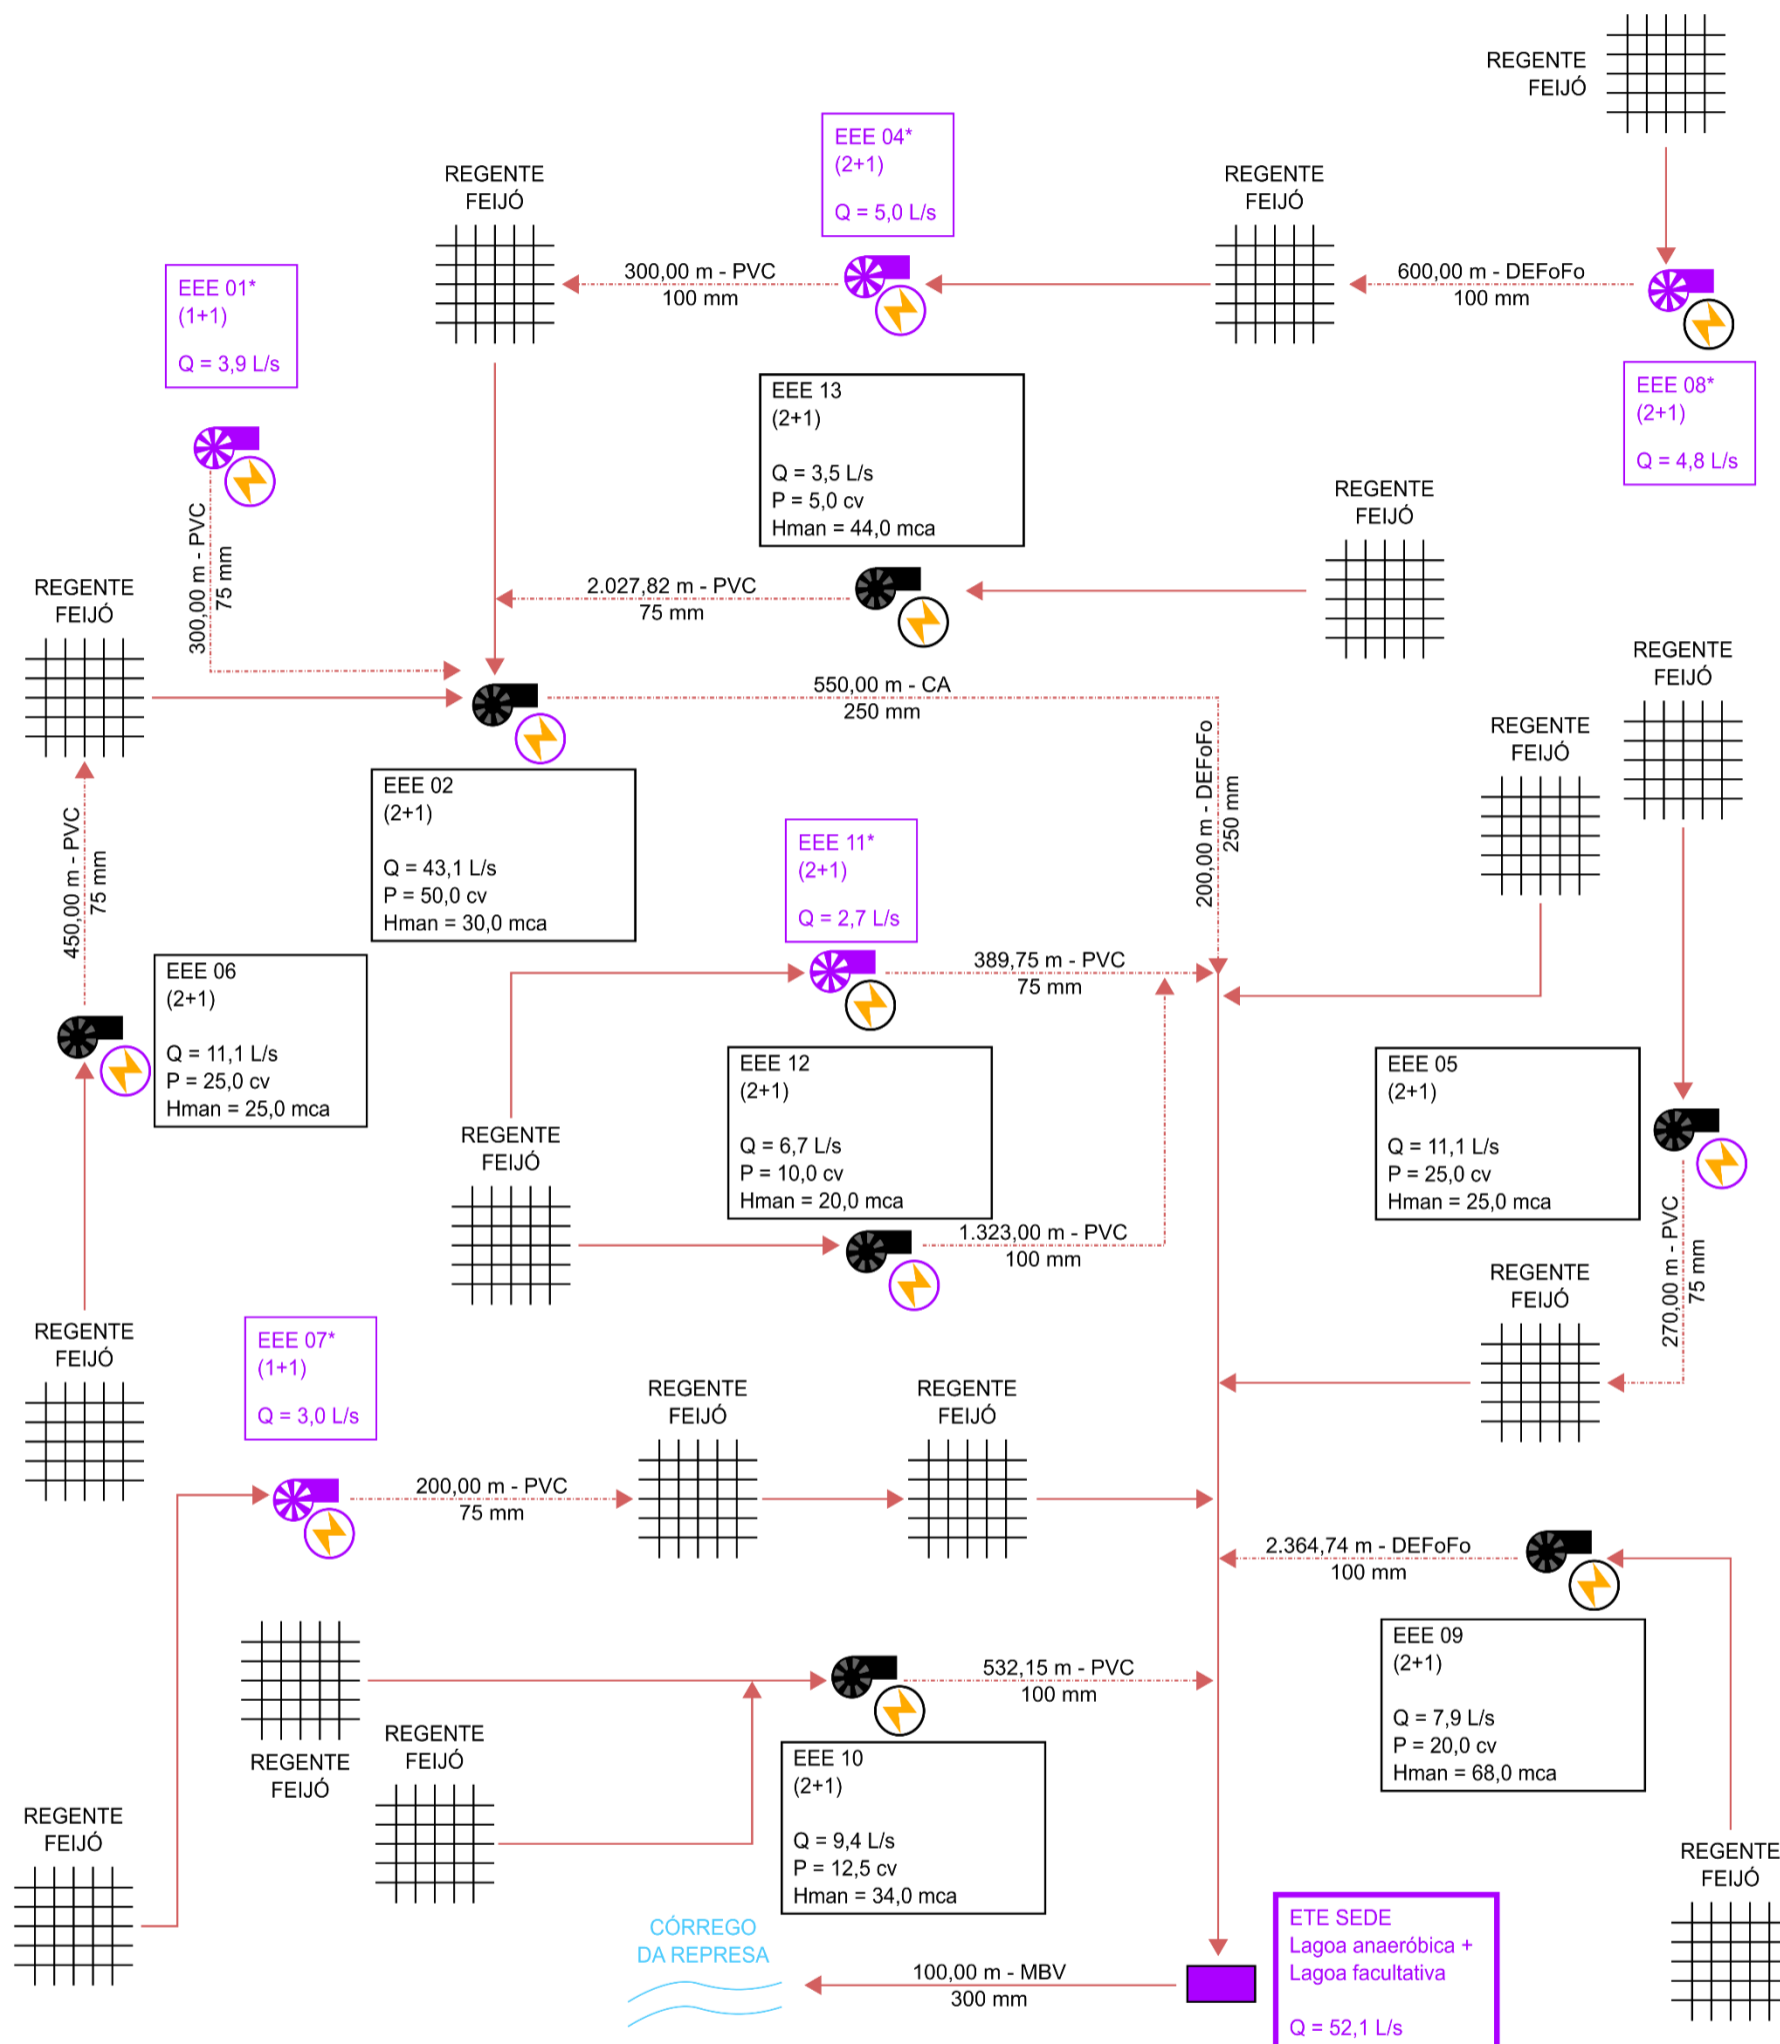 REGENTE
FEIJÓ
EEE 04*
(2+1)
Q = 5,0 L/s
REGENTE
FEIJÓ
REGENTE
FEIJÓ
EEE 01*
(1+1)
Q = 3,9 L/s
300,00 m - PVC
100 mm
600,00 m - DEFoFo
100 mm
EEE 08*
(2+1)
Q = 4,8 L/s
EEE 13
(2+1)
Q = 3,5 L/s
P = 5,0 cv
Hman = 44,0 mca
300,00 m - PVC
75 mm
REGENTE
FEIJÓ
REGENTE
FEIJÓ
2.027,82 m - PVC
75 mm
REGENTE
FEIJÓ
550,00 m - CA
250 mm
200,00 m - DEFoFo
250 mm
REGENTE
FEIJÓ
EEE 02
(2+1)
Q = 43,1 L/s
P = 50,0 cv
Hman = 30,0 mca
450,00 m - PVC
75 mm
EEE 11*
(2+1)
Q = 2,7 L/s
389,75 m - PVC
75 mm
EEE 06
(2+1)
Q = 11,1 L/s
P = 25,0 cv
Hman = 25,0 mca
EEE 12
(2+1)
Q = 6,7 L/s
P = 10,0 cv
Hman = 20,0 mca
EEE 05
(2+1)
Q = 11,1 L/s
P = 25,0 cv
Hman = 25,0 mca
REGENTE
FEIJÓ
1.323,00 m - PVC
100 mm
270,00 m - PVC
75 mm
REGENTE
FEIJÓ
REGENTE
FEIJÓ
EEE 07*
(1+1)
Q = 3,0 L/s
REGENTE
FEIJÓ
REGENTE
FEIJÓ
200,00 m - PVC
75 mm
2.364,74 m - DEFoFo
100 mm
EEE 09
(2+1)
Q = 7,9 L/s
P = 20,0 cv
Hman = 68,0 mca
532,15 m - PVC
100 mm
REGENTE
FEIJÓ
REGENTE
FEIJÓ
EEE 10
(2+1)
Q = 9,4 L/s
P = 12,5 cv
Hman = 34,0 mca
REGENTE
FEIJÓ
REGENTE
FEIJÓ
CÓRREGO
DA REPRESA
100,00 m - MBV
300 mm
ETE SEDE
Lagoa anaeróbica +
Lagoa facultativa
Q = 52,1 L/s